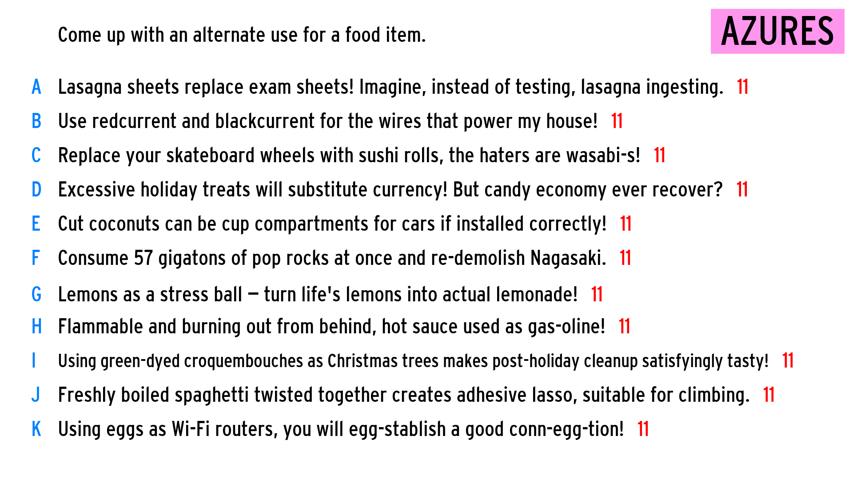 Come up with an alternate use for a food item.
AZURES
A Lasagna sheets replace exam sheets! Imagine, instead of testing, lasagna ingesting. 11
B Use redcurrent and blackcurrent for the wires that power my house! 11
C Replace your skateboard wheels with sushi rolls, the haters are wasabi-s! 11
D Excessive holiday treats will substitute currency! But candy economy ever recover? 11
E Cut coconuts can be cup compartments for cars if installed correctly! 11
F Consume 57 gigatons of pop rocks at once and re-demolish Nagasaki. 11
G Lemons as a stress ball – turn life's lemons into actual lemonade! 11
H Flammable and burning out from behind, hot sauce used as gas-oline! 11
I Using green-dyed croquembouches as Christmas trees makes post-holiday cleanup satisfyingly tasty! 11
J Freshly boiled spaghetti twisted together creates adhesive lasso, suitable for climbing. 11
K Using eggs as Wi-Fi routers, you will egg-stablish a good conn-egg-tion! 11